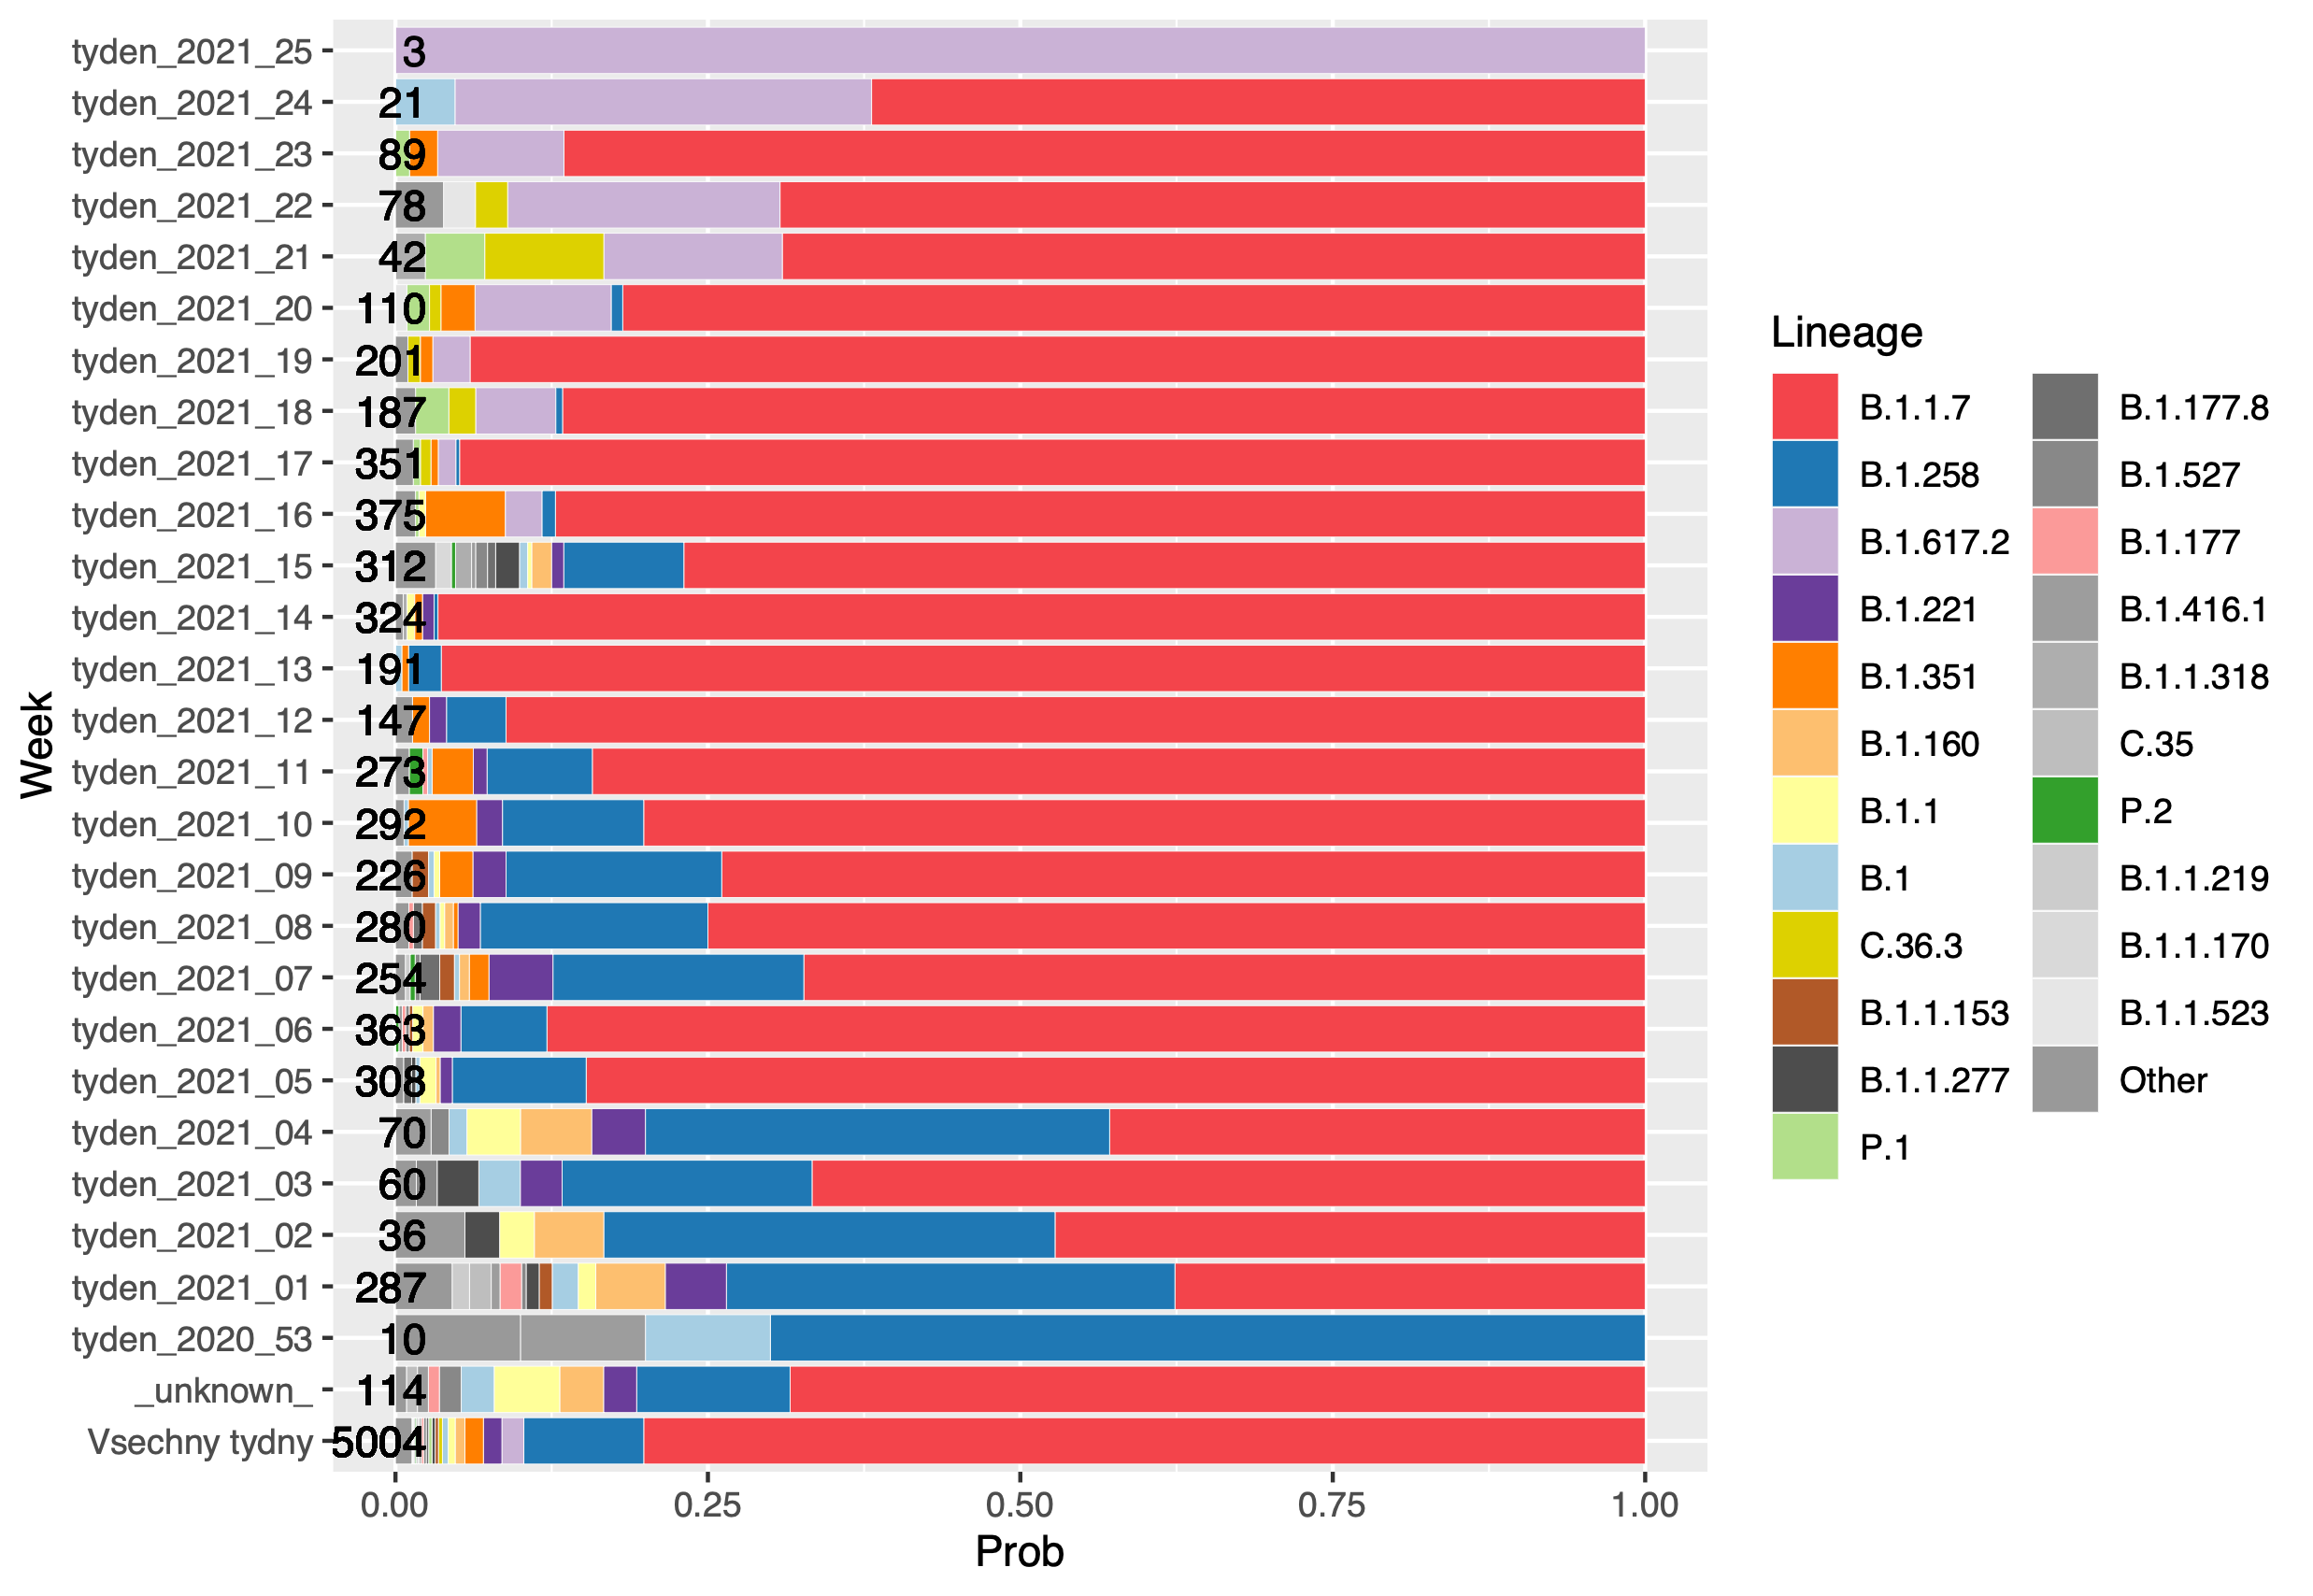 Week
tyden_2021_25 3
tyden_2021_24 21
tyden_2021_23 89
tyden_2021_22 78
tyden_2021_21 42
tyden_2021_20 110
tyden_2021_19 201
tyden_2021_18 187
tyden_2021_17 351
tyden_2021_16 375
tyden_2021_15 312
tyden_2021_14 324
tyden_2021_13 191
tyden_2021_12 147
tyden_2021_11 273
tyden_2021_10 292
tyden_2021_09 226
tyden_2021_08 280
tyden_2021_07 254
tyden_2021_06 363
tyden_2021_05 308
tyden_2021_04 70
tyden_2021_03 60
tyden_2021_02 36
tyden_2021_01 287
tyden_2020_53 10
_unknown_ 114
Vsechny tydny 5004
0.00 0.25 0.50 0.75 1.00
Prob
Lineage
B.1.1.7
B.1.258
B.1.617.2
B.1.221
B.1.351
B.1.160
B.1.1
B.1
C.36.3
B.1.1.153
B.1.1.277
P.1
B.1.177.8
B.1.527
B.1.177
B.1.416.1
B.1.1.318
C.35
P.2
B.1.1.219
B.1.1.170
B.1.1.523
Other